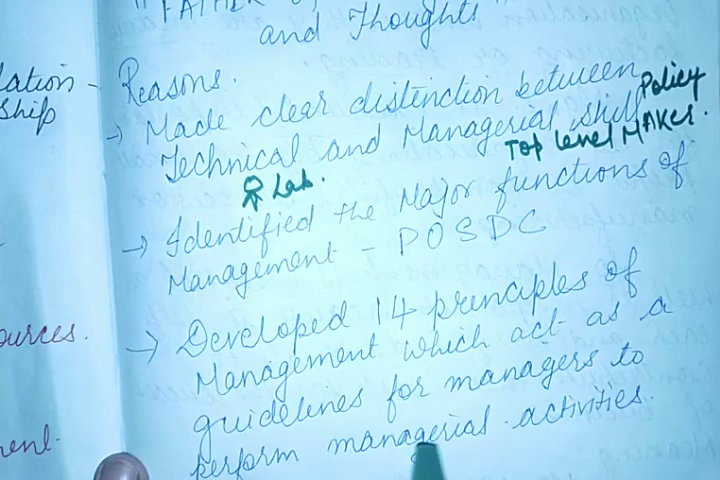 "FATHER
and Thoughts"
lation - Reasons.
ship
→ Made clear distinction between
Technical and Managerial skill
Policy
Top level MAKer.
Lab.
→ Identified the Major functions of
Management - POSDC
ources.
→ Developed 14 principles of
Management which act as a
guidelines for managers to
perform managerial activities.
ent.